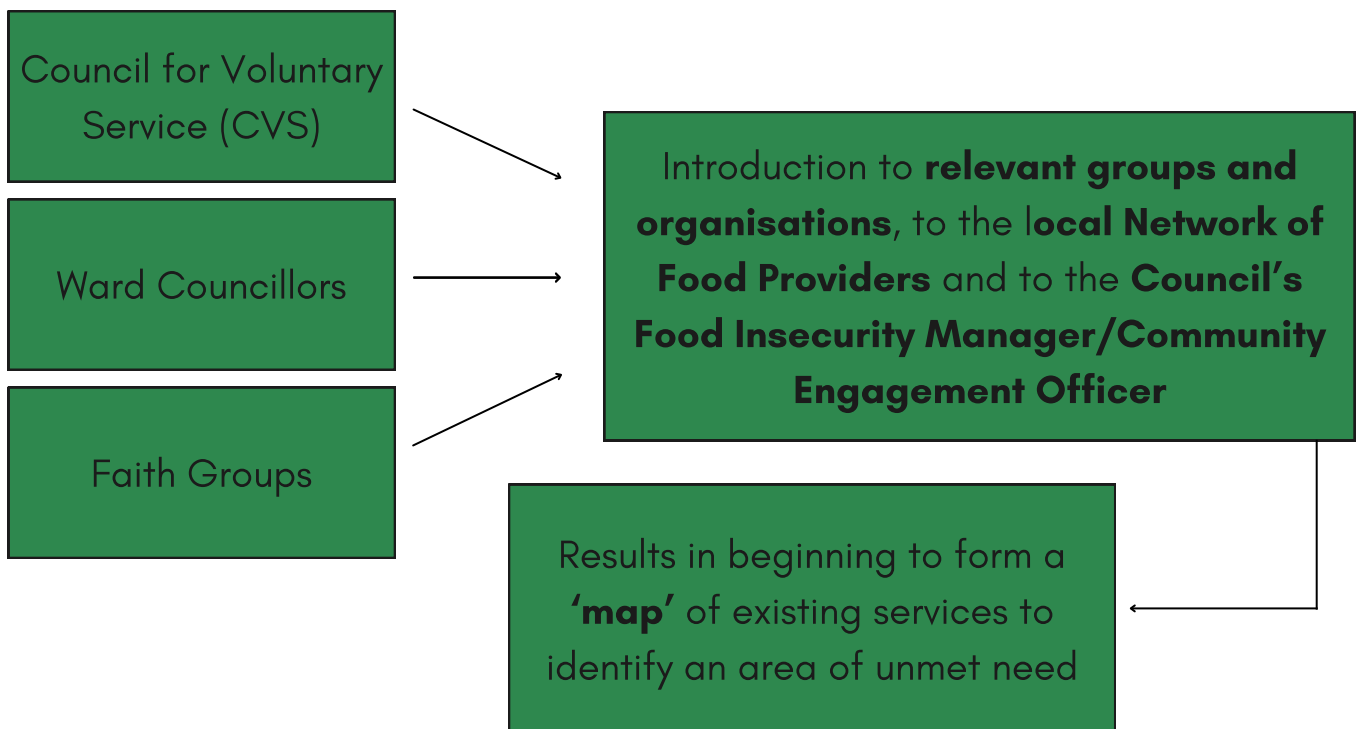 Council for Voluntary
Service (CVS)
Ward Councillors
Faith Groups
Introduction to relevant groups and
organisations, to the local Network of
Food Providers and to the Council’s
Food Insecurity Manager/Community
Engagement Officer
Results in beginning to form a
‘map’ of existing services to
identify an area of unmet need